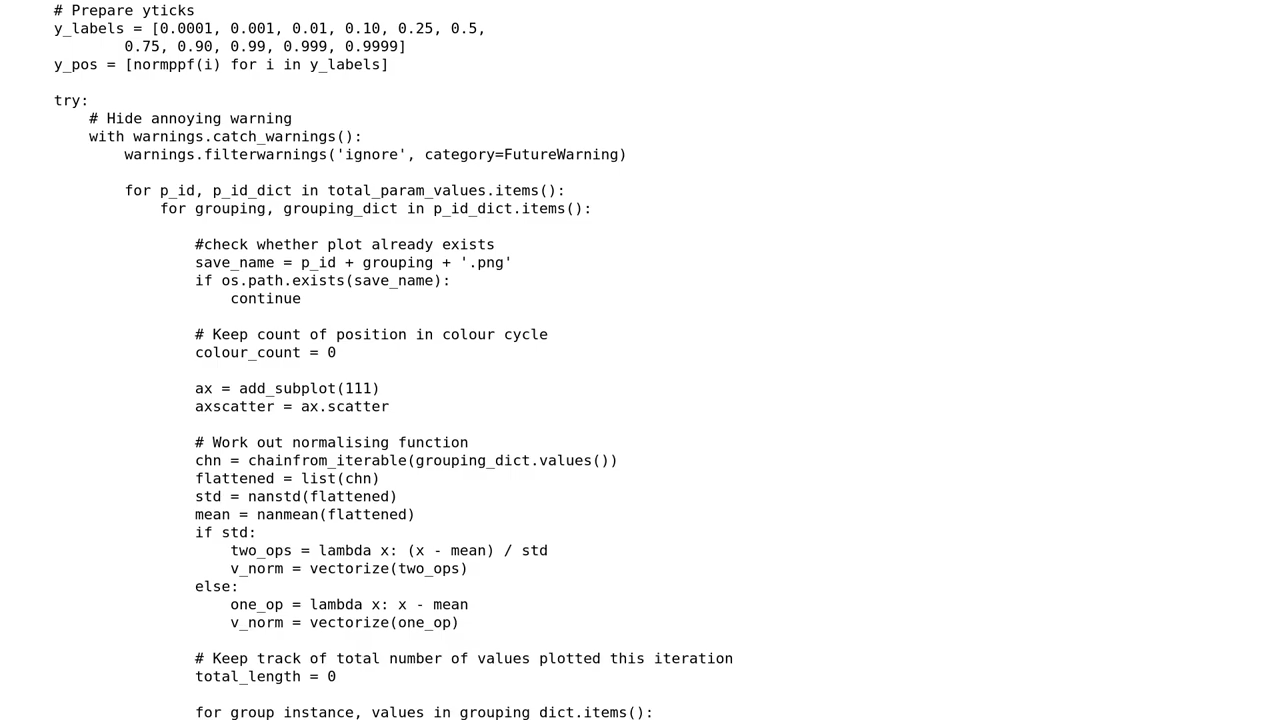 # Prepare yticks
y_labels = [0.0001, 0.001, 0.01, 0.10, 0.25, 0.5,
        0.75, 0.90, 0.99, 0.999, 0.9999]
y_pos = [normppf(i) for i in y_labels]

try:
    # Hide annoying warning
    with warnings.catch_warnings():
        warnings.filterwarnings('ignore', category=FutureWarning)

        for p_id, p_id_dict in total_param_values.items():
            for grouping, grouping_dict in p_id_dict.items():

                #check whether plot already exists
                save_name = p_id + grouping + '.png'
                if os.path.exists(save_name):
                    continue

                # Keep count of position in colour cycle
                colour_count = 0

                ax = add_subplot(111)
                axscatter = ax.scatter

                # Work out normalising function
                chn = chainfrom_iterable(grouping_dict.values())
                flattened = list(chn)
                std = nanstd(flattened)
                mean = nanmean(flattened)
                if std:
                    two_ops = lambda x: (x - mean) / std
                    v_norm = vectorize(two_ops)
                else:
                    one_op = lambda x: x - mean
                    v_norm = vectorize(one_op)

                # Keep track of total number of values plotted this iteration
                total_length = 0

                for group_instance, values in grouping_dict.items():